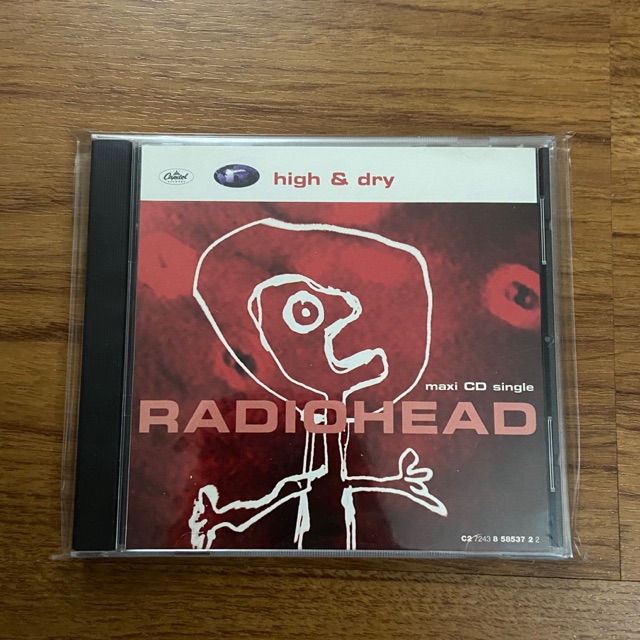 Capitol
high & dry
maxi CD single
RADIOHEAD
C2 7243 8 58537 2 2